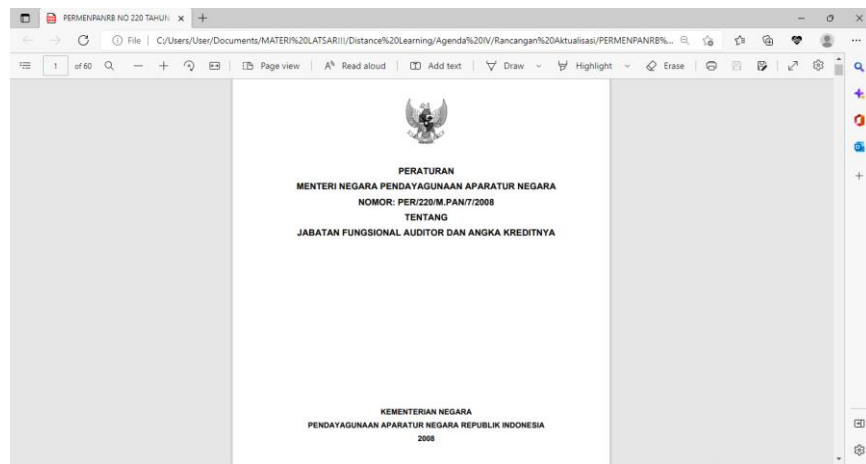 PERMENPANRB NO 220 TAHUN
File
C:/Users/User/Documents/MATERI%20LATSAR!!!/Distance%20Learning/Agenda%20IV/Rancangan%20Aktualisasi/PERMENPANRB%...
1 of 60
Page view
Read aloud
Add text
Draw
Highlight
Erase
PERATURAN
MENTERI NEGARA PENDAYAGUNAAN APARATUR NEGARA
NOMOR: PER/220/M.PAN/7/2008
TENTANG
JABATAN FUNGSIONAL AUDITOR DAN ANGKA KREDITNYA
KEMENTERIAN NEGARA
PENDAYAGUNAAN APARATUR NEGARA REPUBLIK INDONESIA
2008